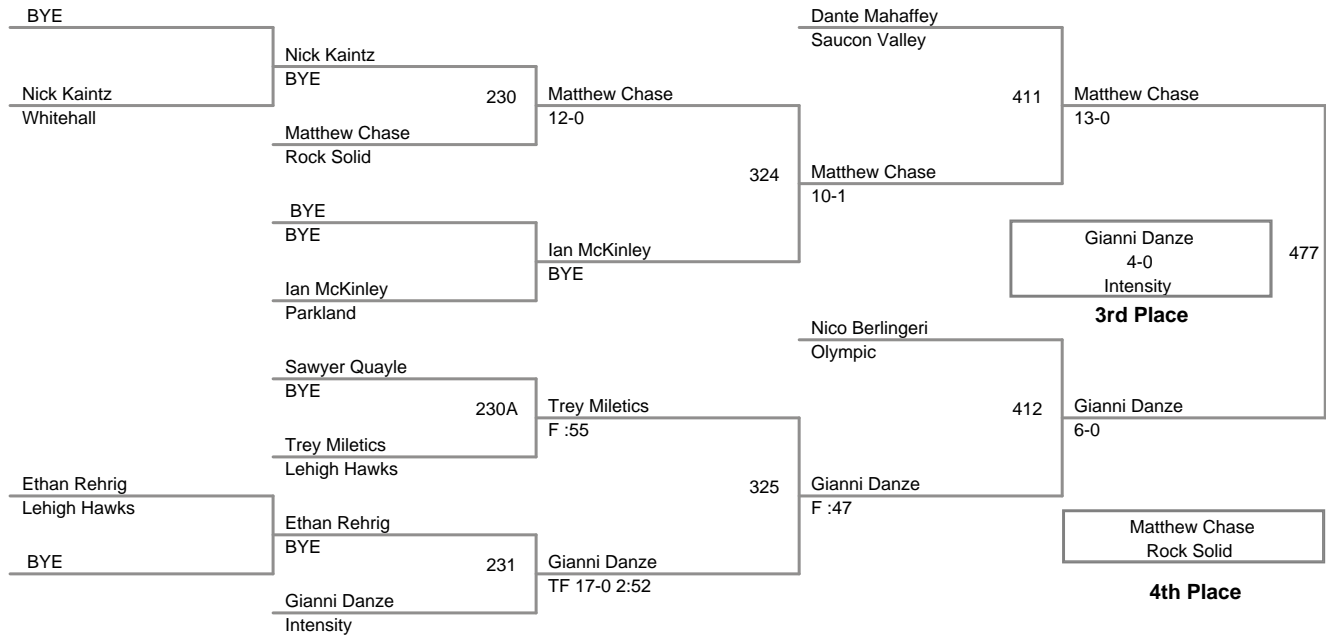 BYE
Nick Kaintz
Whitehall
Nick Kaintz
BYE
230
Matthew Chase
Rock Solid
Matthew Chase
12-0
BYE
BYE
Ian McKinley
Parkland
Ian McKinley
BYE
324
Matthew Chase
10-1
Dante Mahaffey
Saucon Valley
411
Matthew Chase
13-0
Gianni Danze
4-0
Intensity
3rd Place
477
Sawyer Quayle
BYE
230A
Trey Miletics
Lehigh Hawks
Trey Miletics
F :55
Ethan Rehrig
Lehigh Hawks
BYE
Ethan Rehrig
BYE
231
Gianni Danze
Intensity
Gianni Danze
TF 17-0 2:52
325
Gianni Danze
F :47
Nico Berlingeri
Olympic
412
Gianni Danze
6-0
Matthew Chase
Rock Solid
4th Place